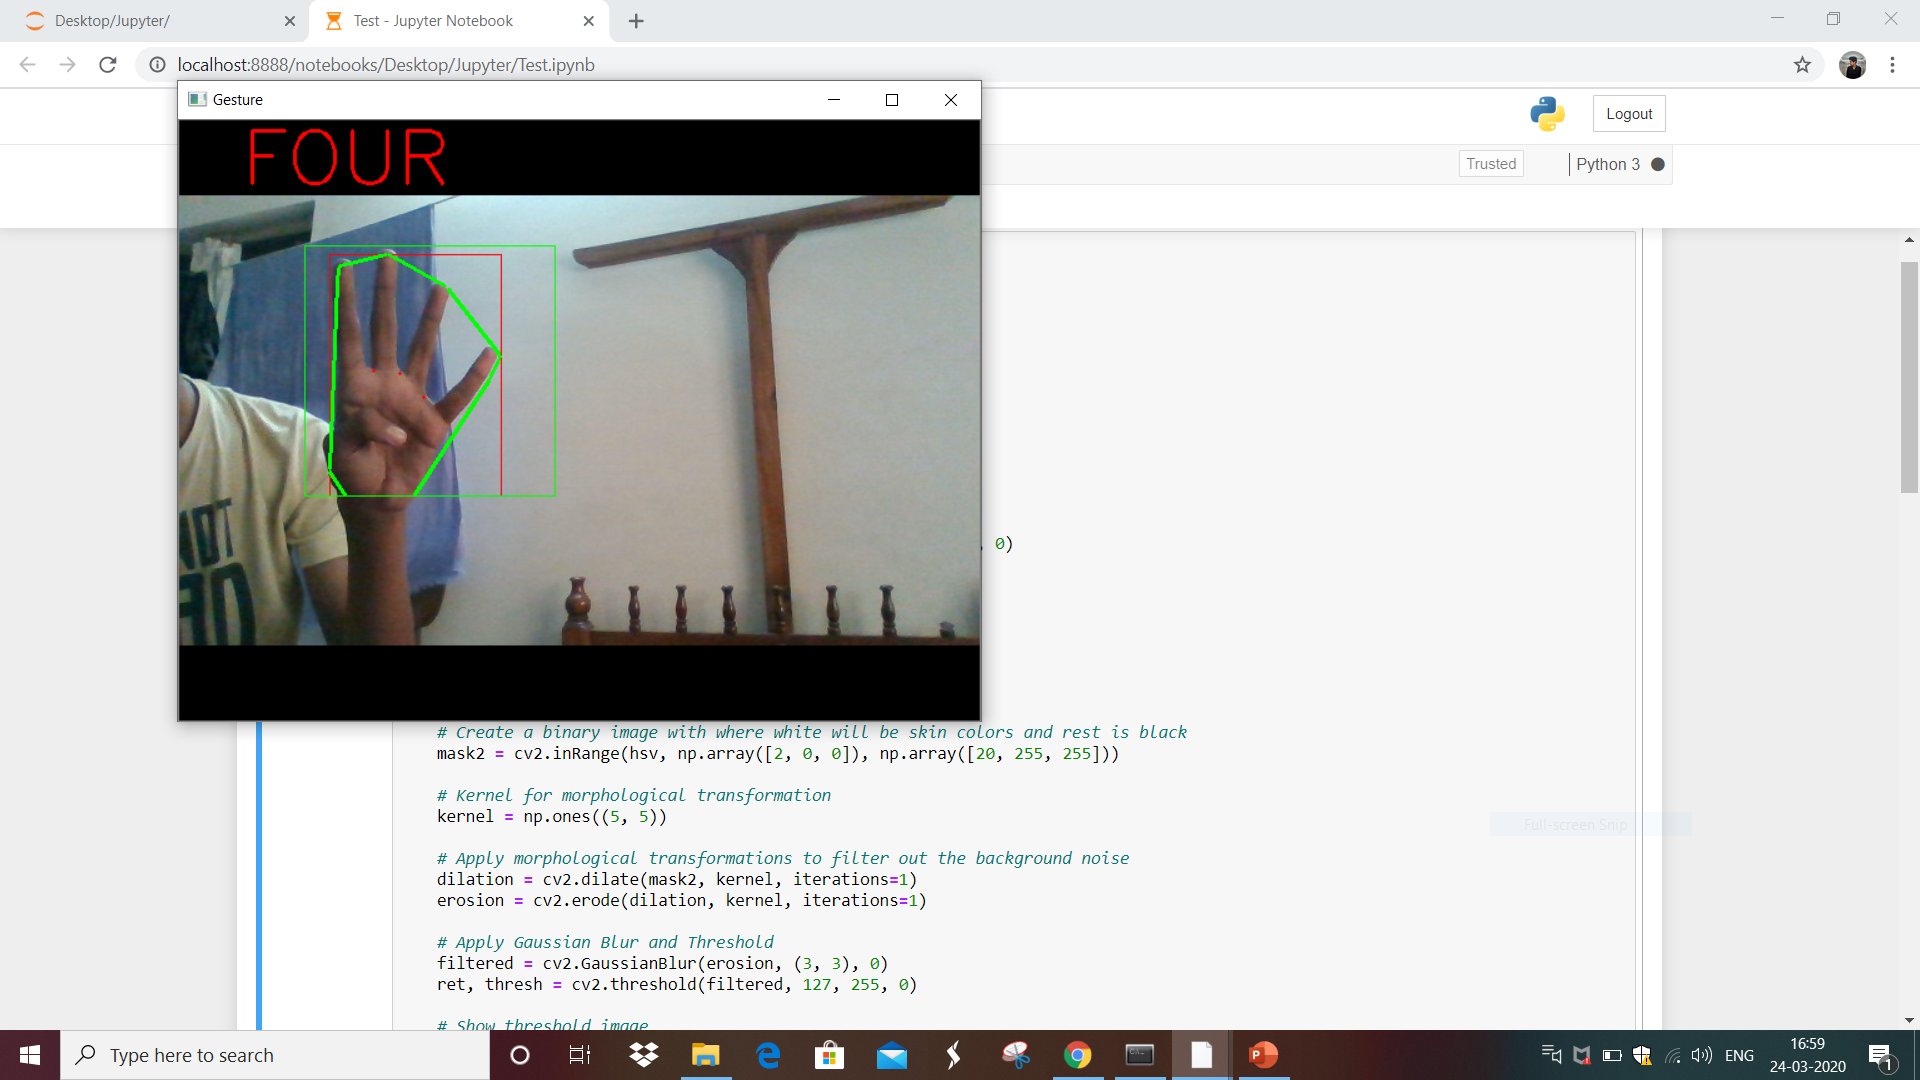 Desktop/Jupyter/
Test - Jupyter Notebook
localhost:8888/notebooks/Desktop/Jupyter/Test.ipynb
Gesture
Logout
FOUR
Trusted
Python 3
, 0)
# Create a binary image with where white will be skin colors and rest is black
mask2 = cv2.inRange(hsv, np.array([2, 0, 0]), np.array([20, 255, 255]))
# Kernel for morphological transformation
kernel = np.ones((5, 5))
Full-screen Snip
# Apply morphological transformations to filter out the background noise
dilation = cv2.dilate(mask2, kernel, iterations=1)
erosion = cv2.erode(dilation, kernel, iterations=1)
# Apply Gaussian Blur and Threshold
filtered = cv2.GaussianBlur(erosion, (3, 3), 0)
ret, thresh = cv2.threshold(filtered, 127, 255, 0)
# Show threshold image
Type here to search
ENG
16:59
24-03-2020
1